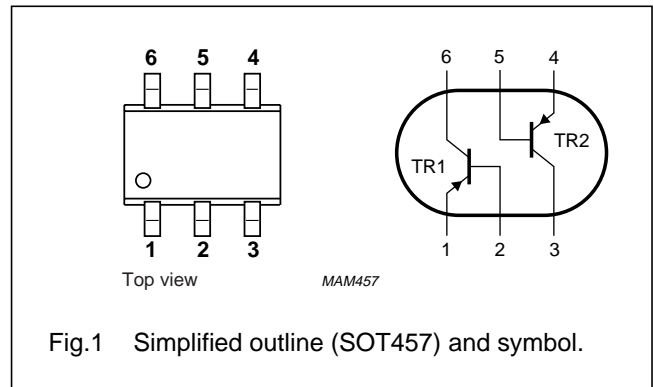 6 5 4
1 2 3
Top view
6 5 4
TR1 TR2
1 2 3
MAM457
Fig.1 Simplified outline (SOT457) and symbol.